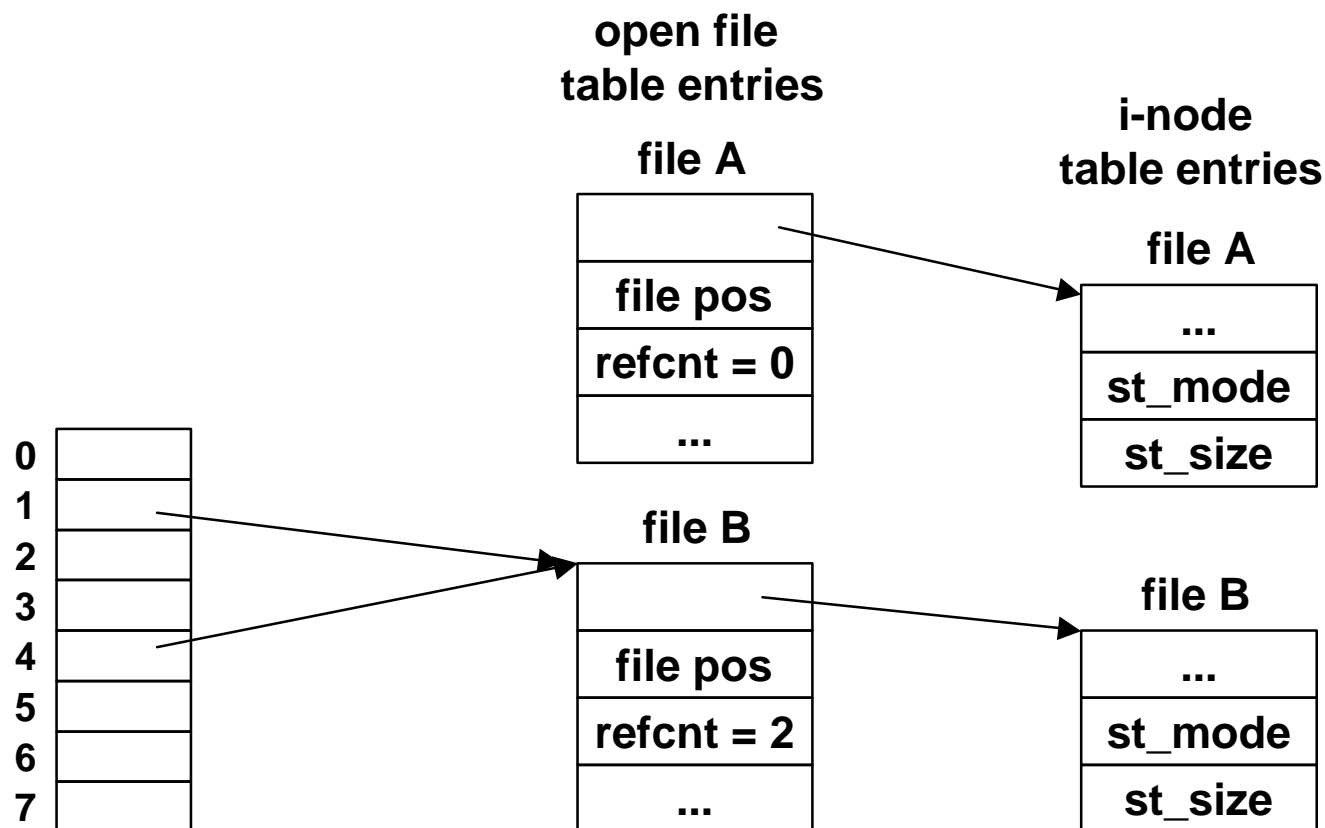 open file
table entries
file A
file pos
refcnt = 0
...
i-node
table entries
file A
...
st_mode
st_size
0
1
2
3
4
5
6
7
file B
file pos
refcnt = 2
...
file B
...
st_mode
st_size